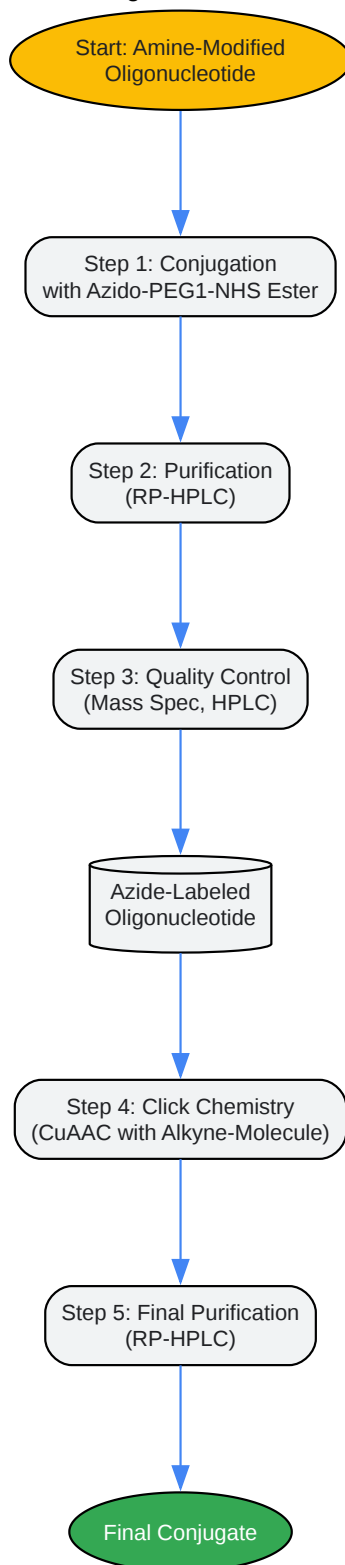 Start: Amine-Modified
Oligonucleotide
Step 1: Conjugation
with Azido-PEG1-NHS Ester
Step 2: Purification
(RP-HPLC)
Step 3: Quality Control
(Mass Spec, HPLC)
Azide-Labeled
Oligonucleotide
Step 4: Click Chemistry
(CuAAC with Alkyne-Molecule)
Step 5: Final Purification
(RP-HPLC)
Final Conjugate